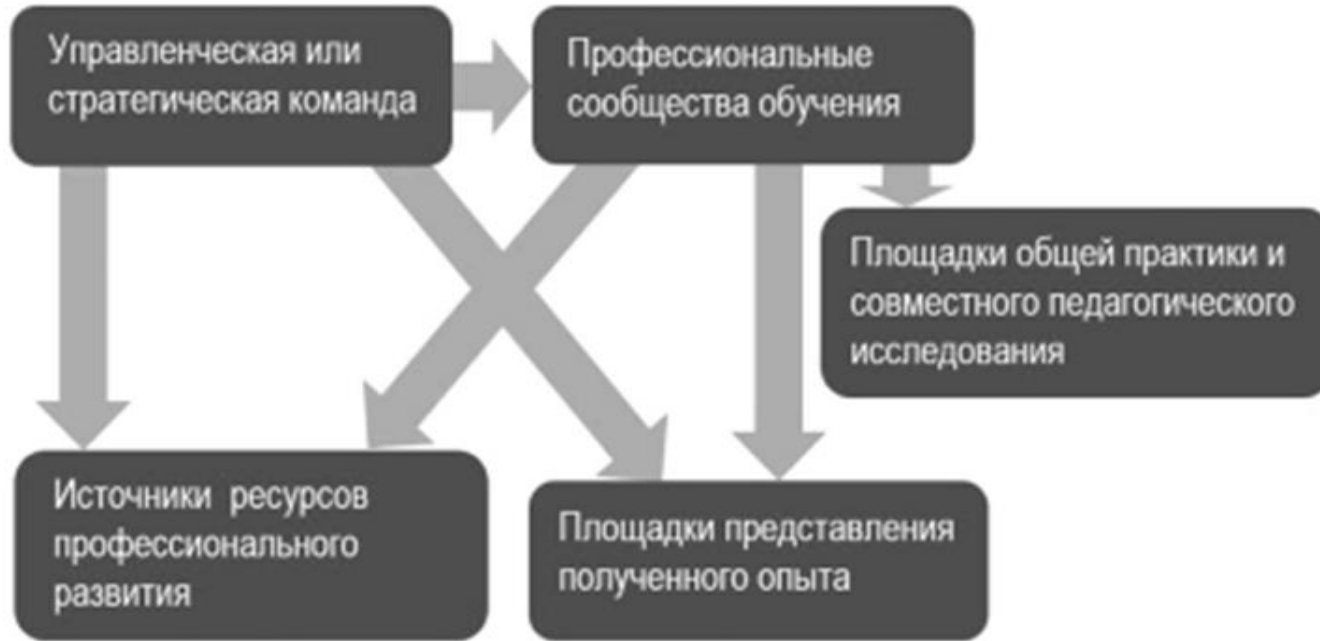 Управленческая или
стратегическая команда
Профессиональные
сообщества обучения
Площадки общей практики и
совместного педагогического
исследования
Источники ресурсов
профессионального
развития
Площадки представления
полученного опыта